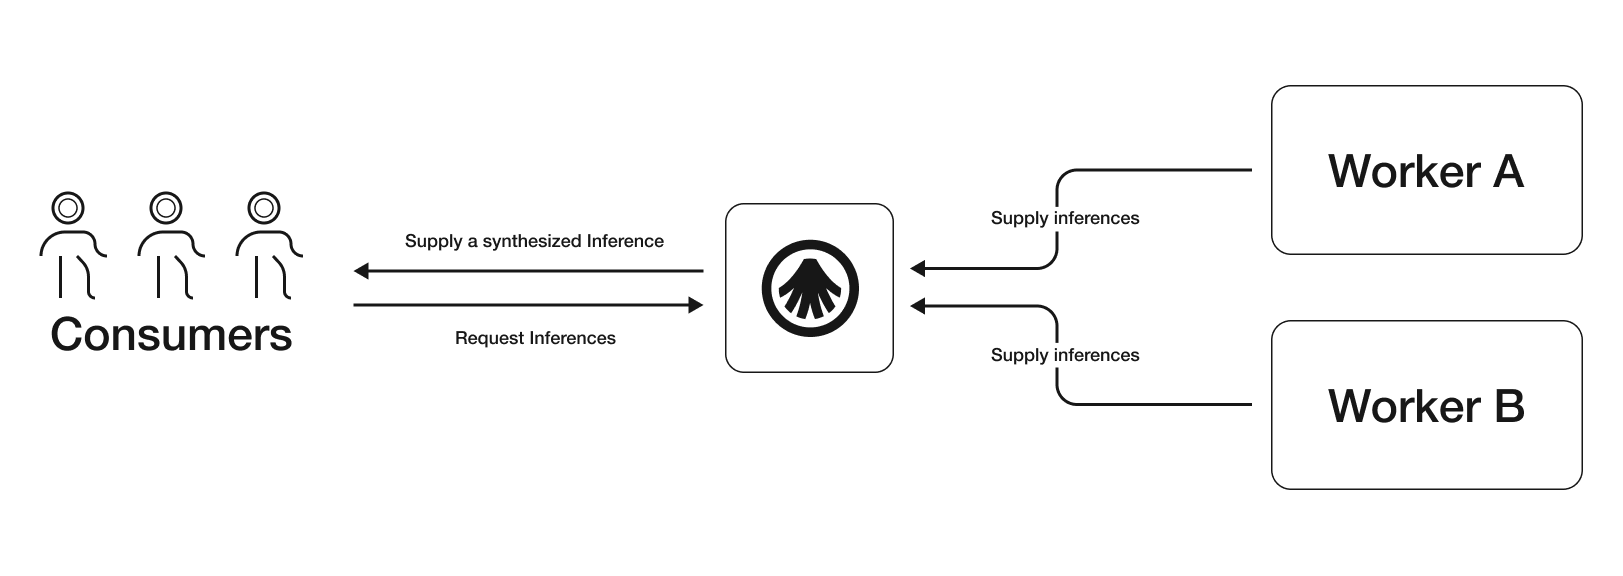 Supply a synthesized Inference
Request Inferences
Consumers
Supply inferences
Supply inferences
Worker A
Worker B